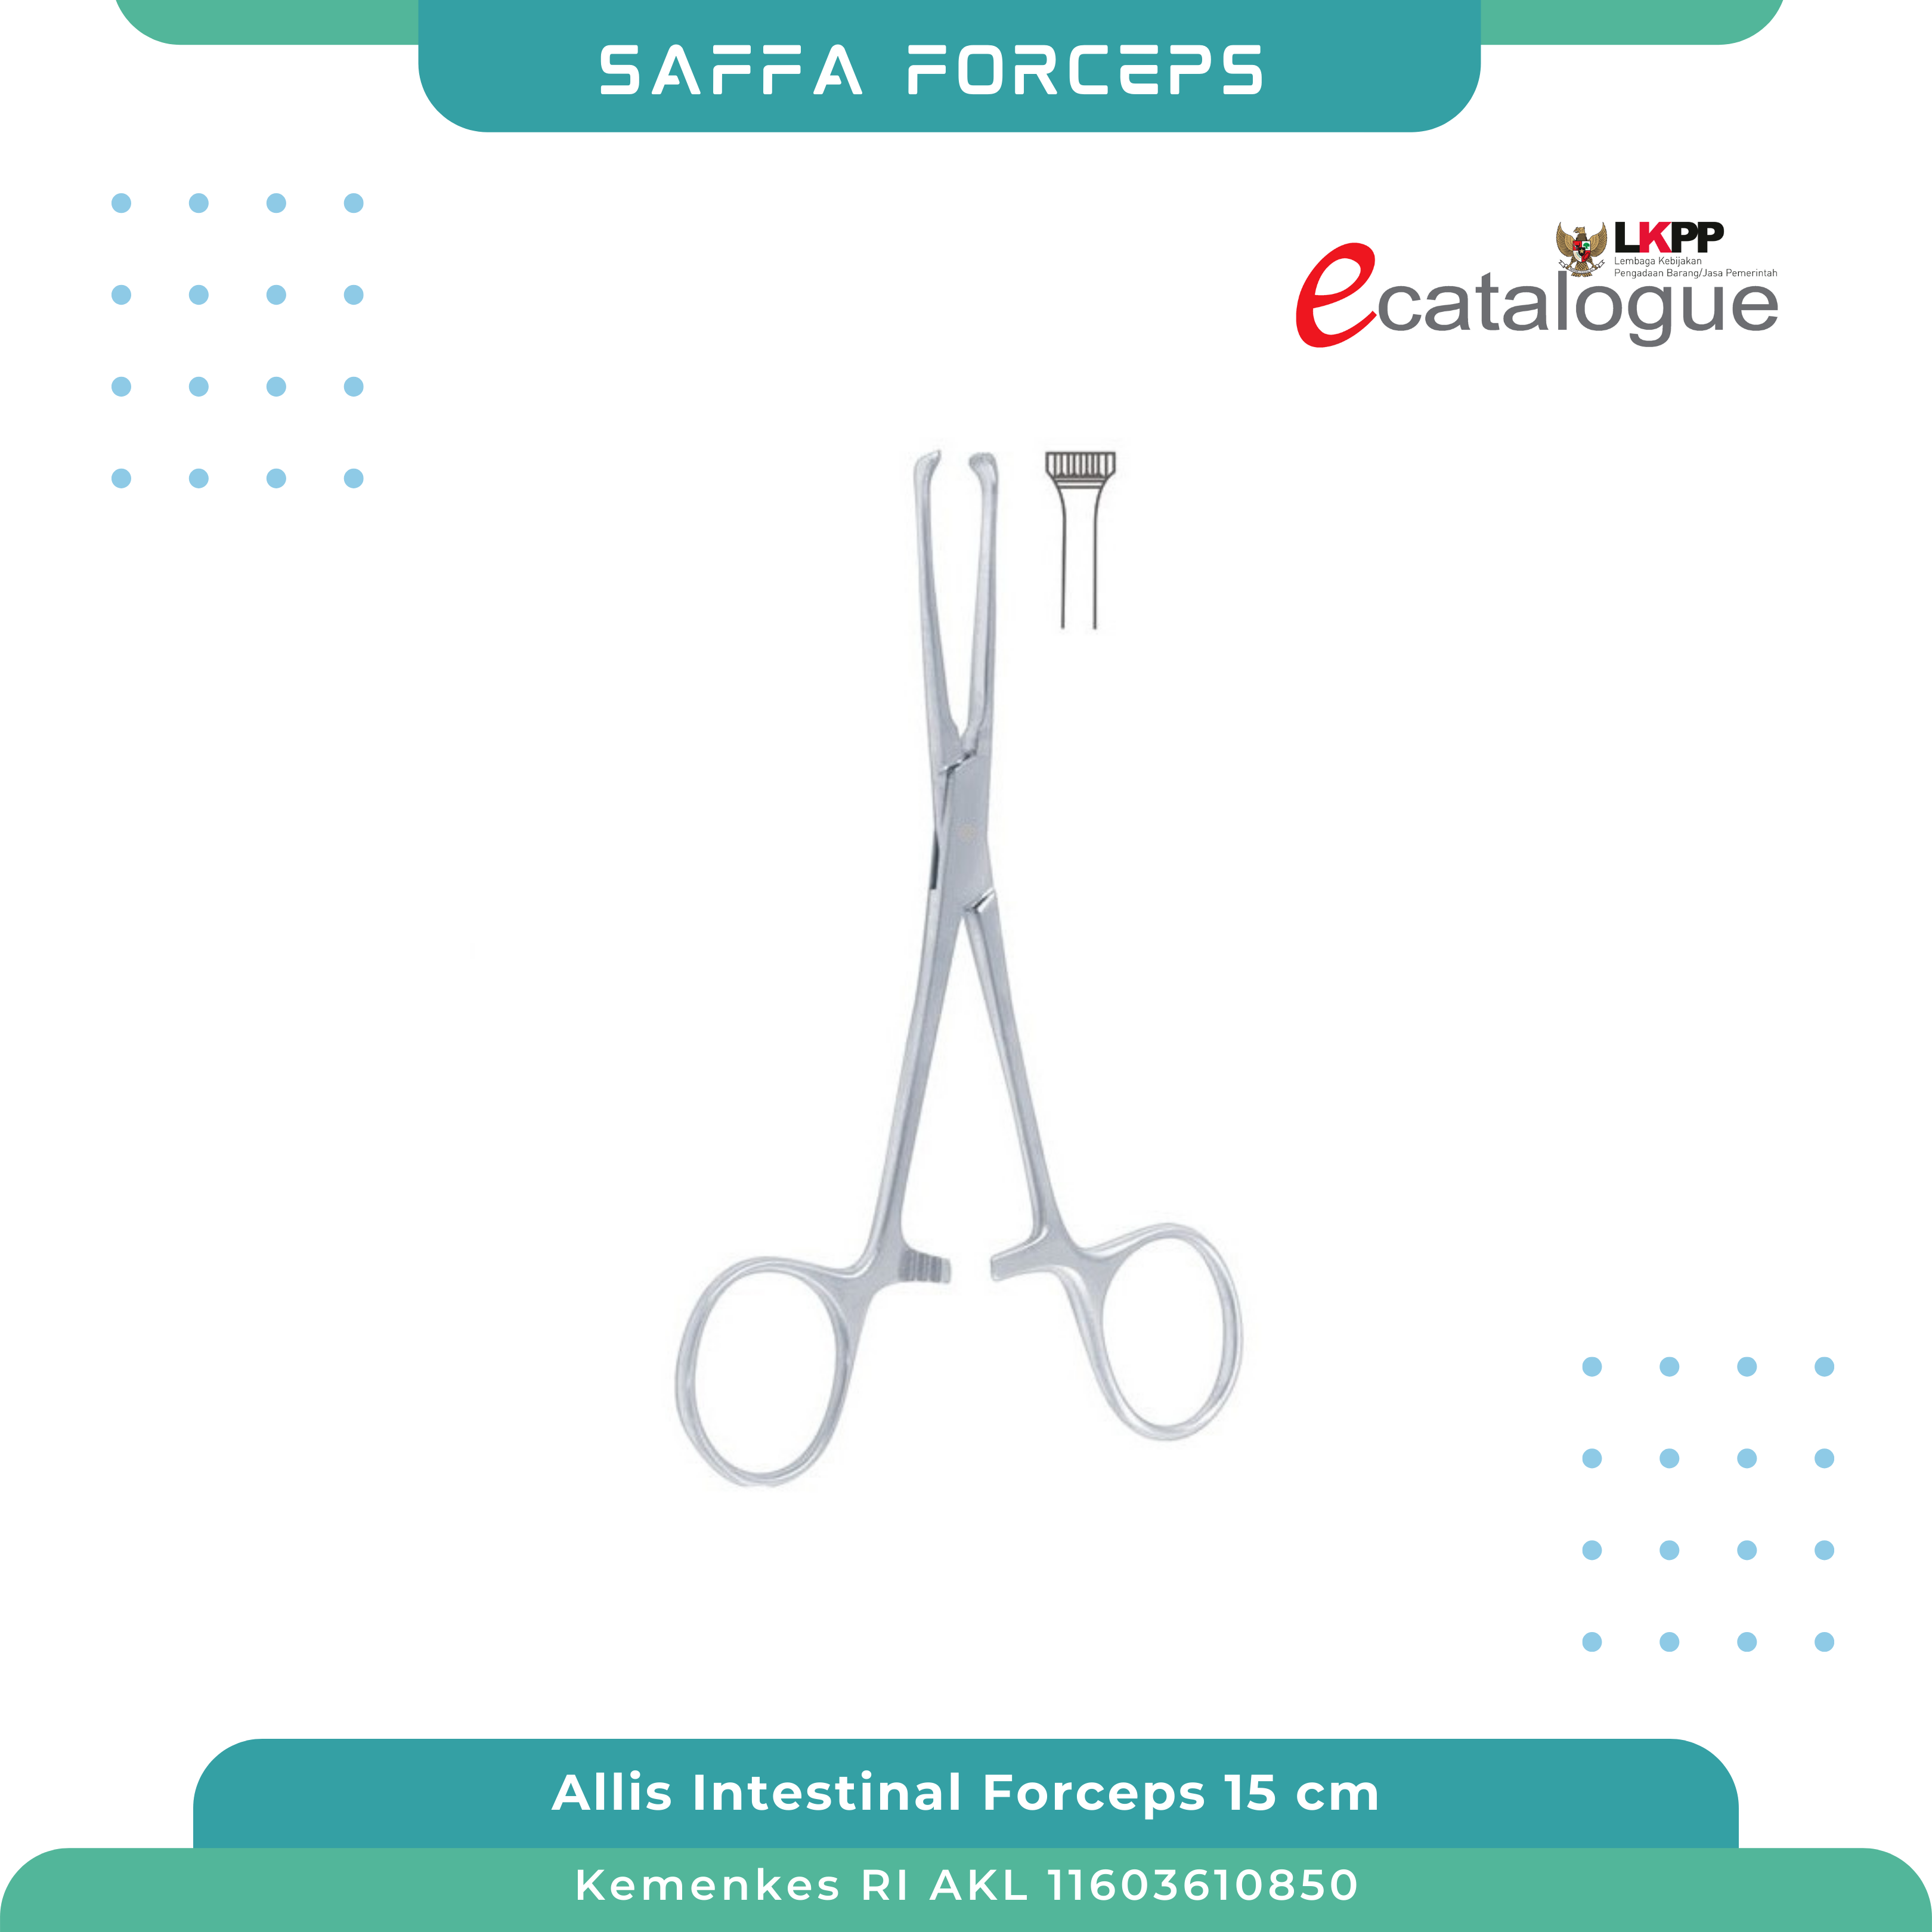 SAFFA FORCEPS
LKPP
Lembaga Kebijakan
Pengadaan Barang/Jasa Pemerintah
ecatalogue
Allis Intestinal Forceps 15 cm
Kemenkes RI AKL 11603610850